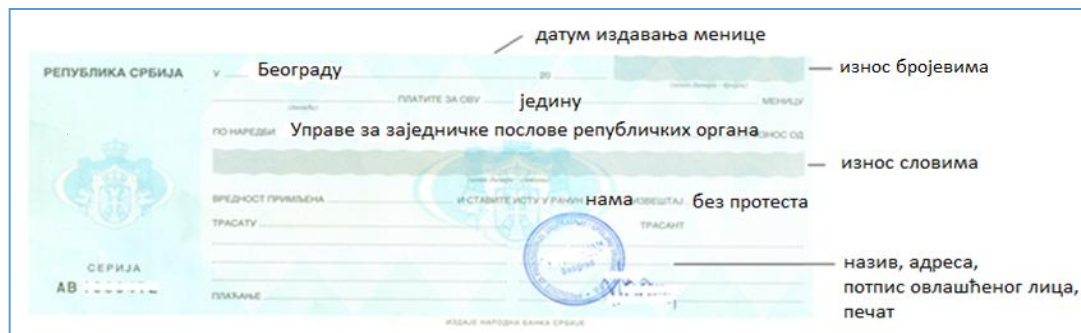 датум издавања менице
РЕПУБЛИКА СРБИЈА у Београду 20 износ бројевима
ПЛАТИТЕ ЗА ОВУ једину МЕНИЦУ
ПО НАРЕДБИ Управе за заједничке послове републичких органа ИЗНОС ОД
износ словима
ВРЕДНОСТ ПРИМЉЕНА И СТАВИТЕ ИСТУ У РАЧУН нама ИЗВЕШТАЈ без протеста
ТРАСАТУ ТРАСАНТ
Београд
СЕРИЈА назив, адреса,
АВ потпис овлашћеног лица,
ПЛАЋАЊЕ печат
ИЗДАЈЕ НАРОДНА БАНКА СРБИЈЕ